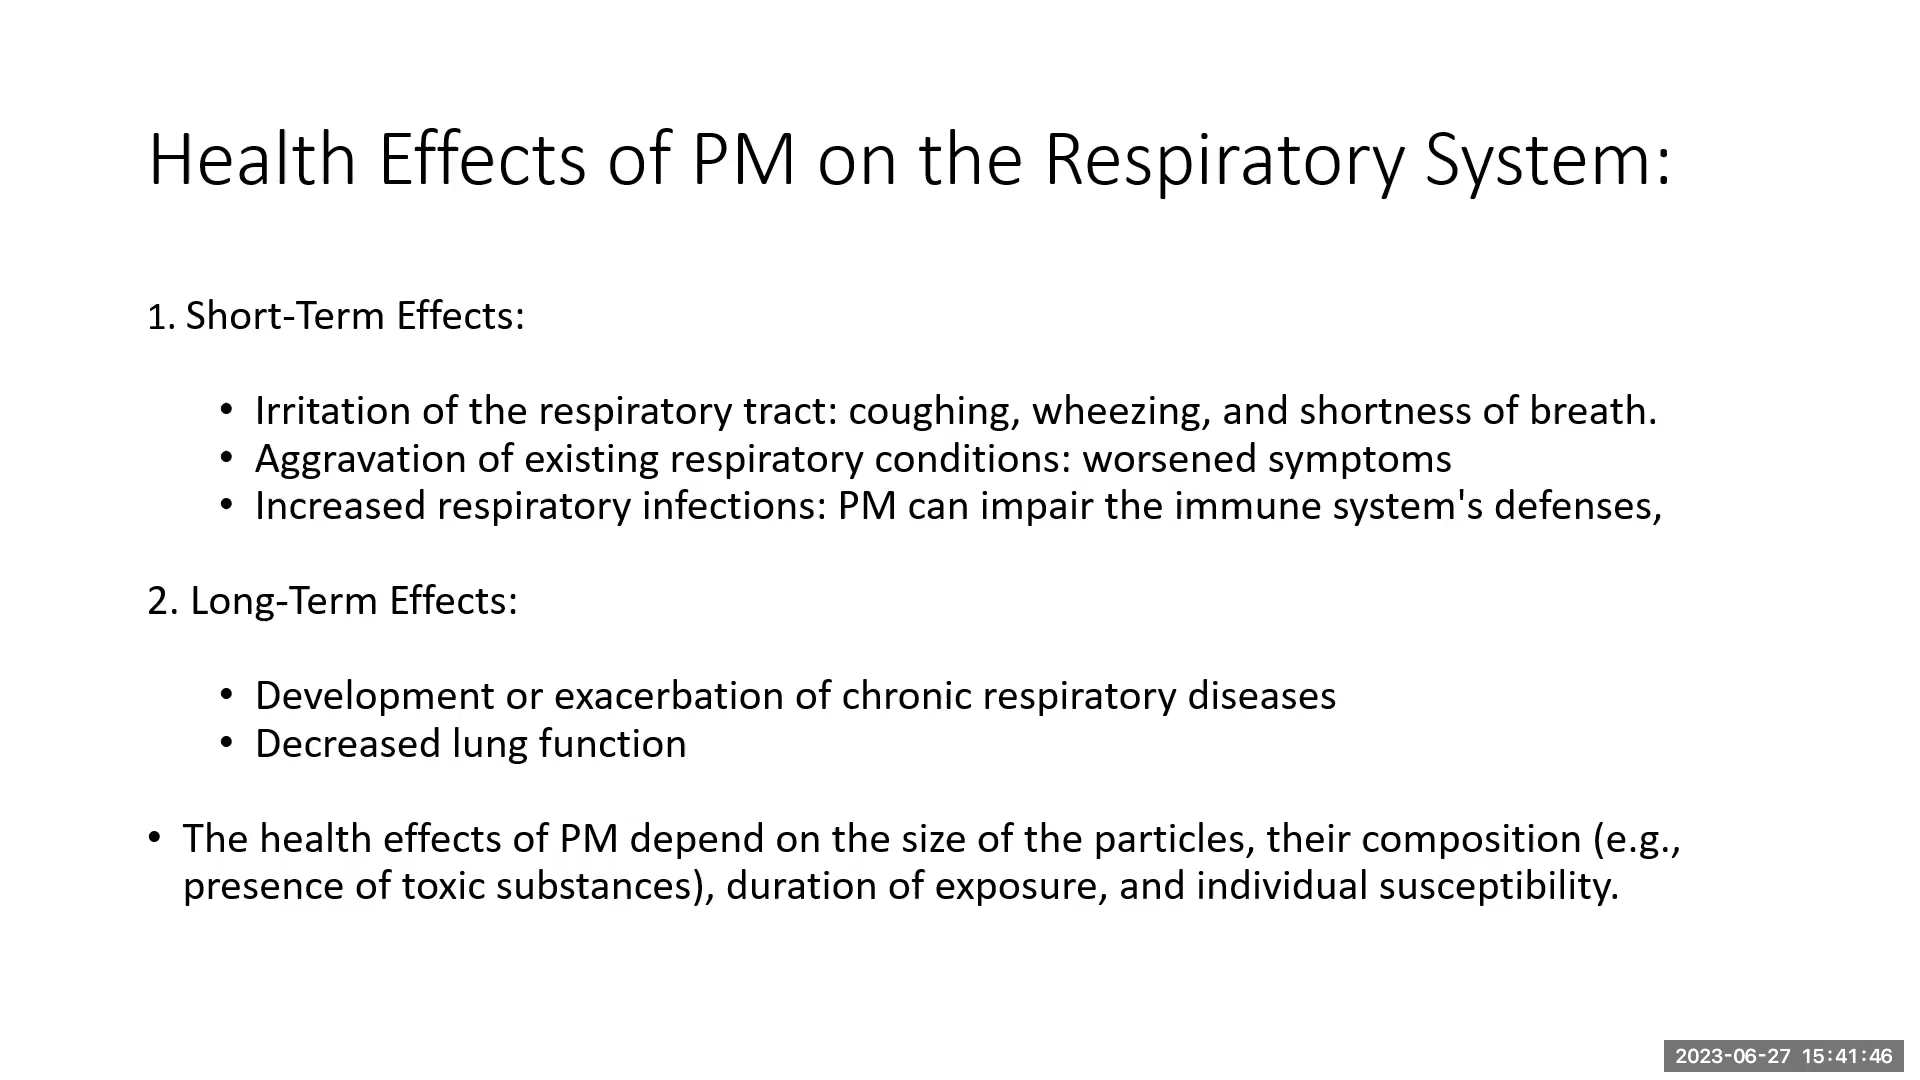 Health Effects of PM on the Respiratory System:
1. Short-Term Effects:
• Irritation of the respiratory tract: coughing, wheezing, and shortness of breath.
• Aggravation of existing respiratory conditions: worsened symptoms
• Increased respiratory infections: PM can impair the immune system's defenses,
2. Long-Term Effects:
• Development or exacerbation of chronic respiratory diseases
• Decreased lung function
• The health effects of PM depend on the size of the particles, their composition (e.g.,
presence of toxic substances), duration of exposure, and individual susceptibility.
2023-06-27 15:41:46